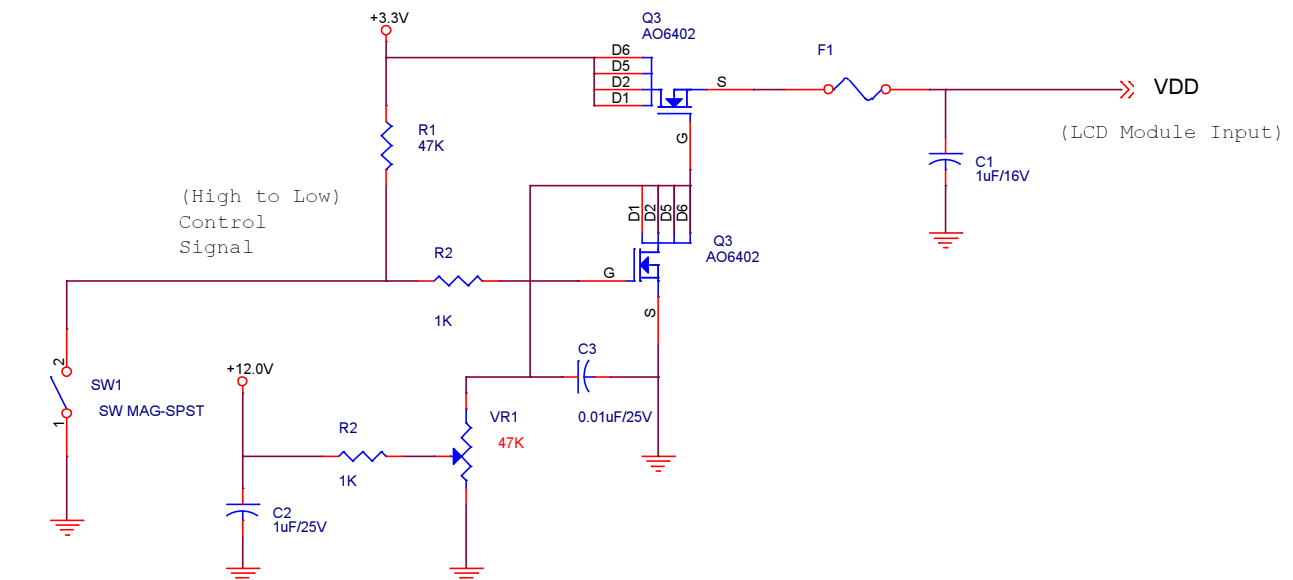 +3.3V
Q3
AO6402
D6
D5
D2
D1
S
G
F1
VDD
(LCD Module Input)
R1
47K
C1
1uF/16V
(High to Low)
Control
Signal
D1
D2
D5
D6
Q3
AO6402
R2
1K
G
S
2
SW1
SW MAG-SPST
1
+12.0V
C3
0.01uF/25V
R2
1K
VR1
47K
C2
1uF/25V